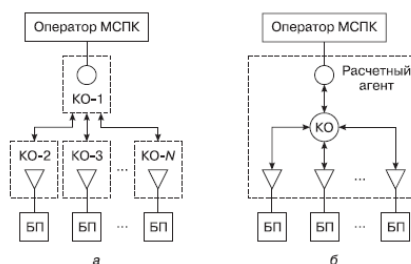 Оператор МСПК
КО-1
КО-2 КО-3 ... КО-N
БП БП ... БП
а
Оператор МСПК
Расчетный
агент
КО
...
БП БП ... БП
б